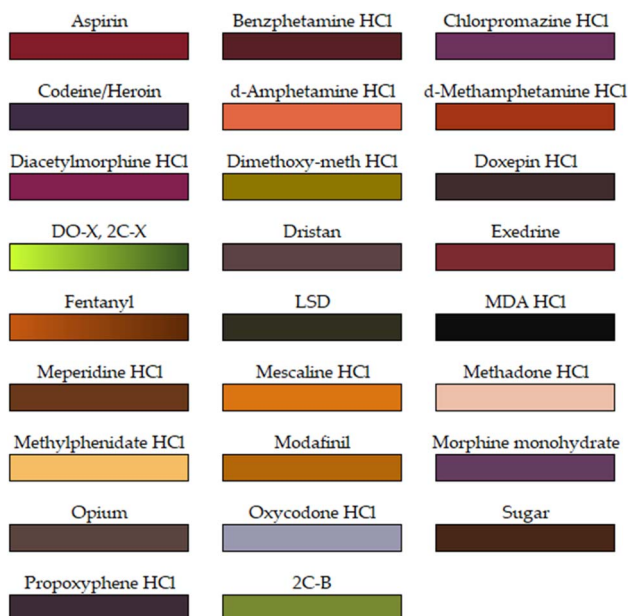 Aspirin
Benzphetamine HCl
Chlorpromazine HCl
Codeine/Heroin
d-Amphetamine HCl
d-Methamphetamine HCl
Diacetylmorphine HCl
Dimethoxy-meth HCl
Doxepin HCl
DO-X, 2C-X
Dristan
Exedrine
Fentanyl
LSD
MDA HCl
Meperidine HCl
Mescaline HCl
Methadone HCl
Methylphenidate HCl
Modafinil
Morphine monohydrate
Opium
Oxycodone HCl
Sugar
Propoxyphene HCl
2C-B